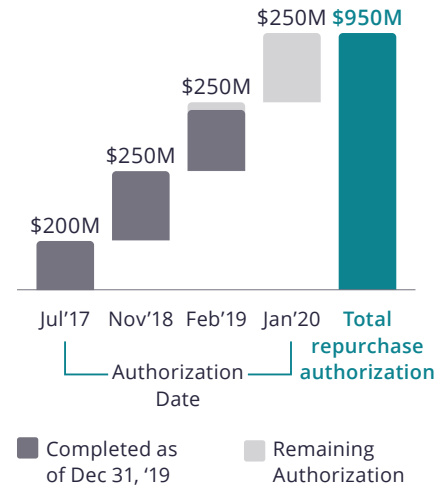 $250M $950M
$250M
$250M
$200M
Jul’17 Nov’18 Feb’19 Jan’20 Total
repurchase
authorization
Authorization
Date
Completed as
of Dec 31, ‘19
Remaining
Authorization